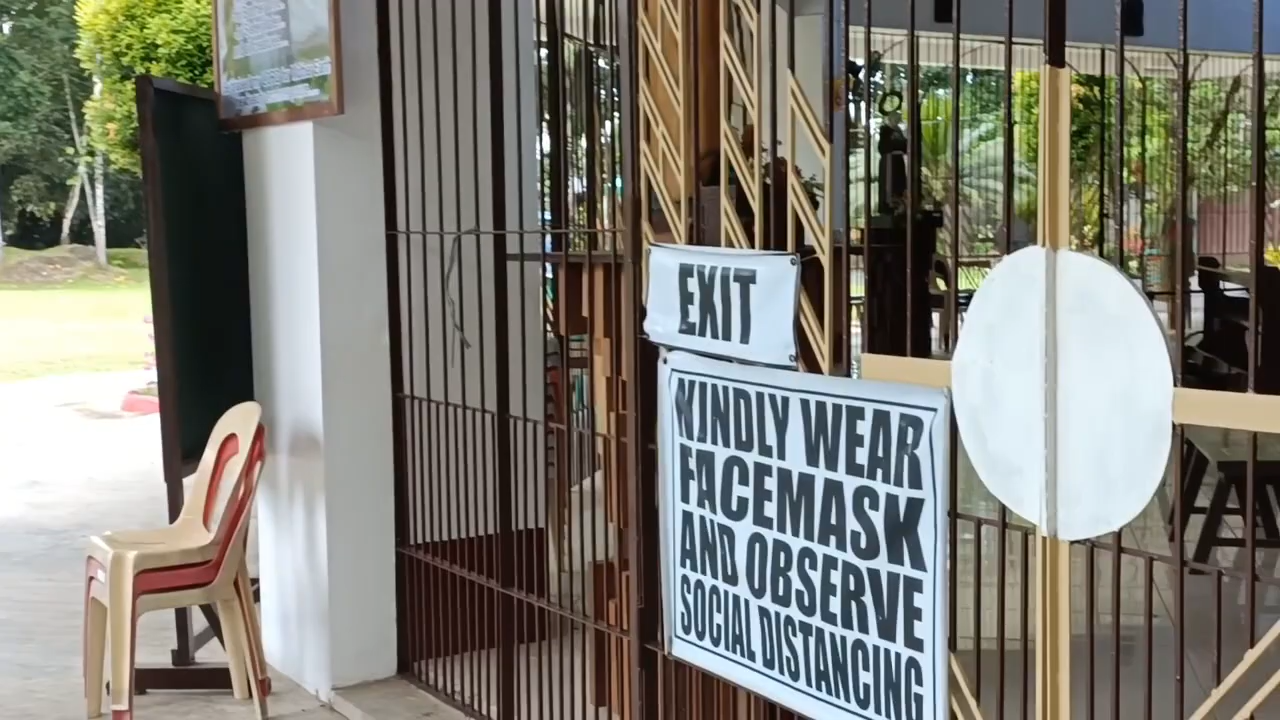 EXIT
KINDLY WEAR
FACEMASK
AND OBSERVE
SOCIAL DISTANCING